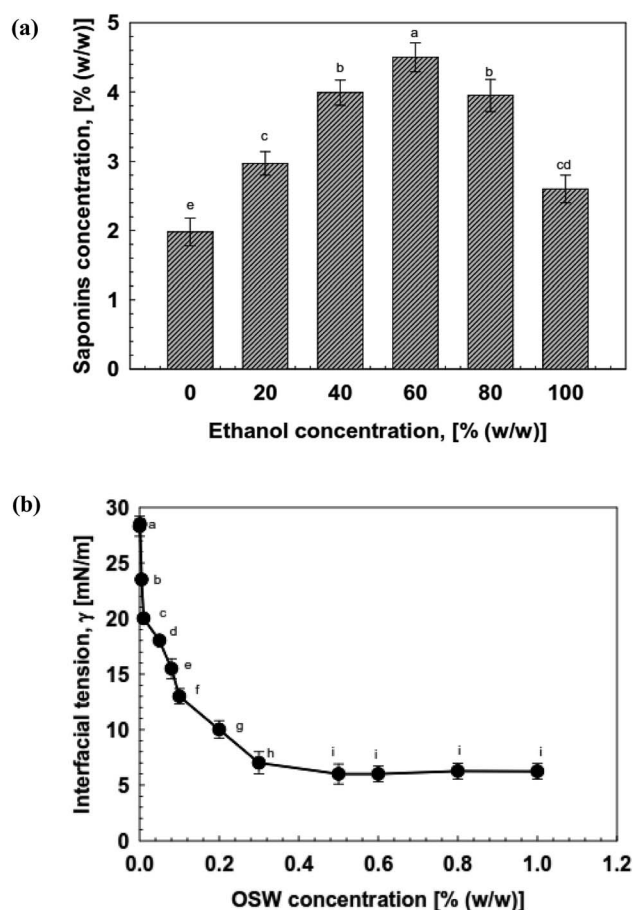 (a)
Saponins concentration, [% (w/w)]
5
4
3
2
1
0
e
c
b
a
b
cd
0 20 40 60 80 100
Ethanol concentration, [% (w/w)]
(b)
Interfacial tension, γ [mN/m]
30
25
20
15
10
5
0
a
b
c
d
e
f
g
h
i i i i
0.0 0.2 0.4 0.6 0.8 1.0 1.2
OSW concentration [% (w/w)]